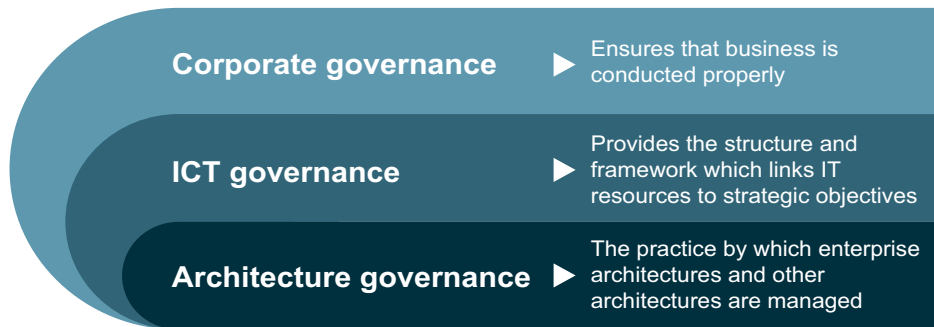 Corporate governance
Ensures that business is
conducted properly
ICT governance
Provides the structure and
framework which links IT
resources to strategic objectives
Architecture governance
The practice by which enterprise
architectures and other
architectures are managed